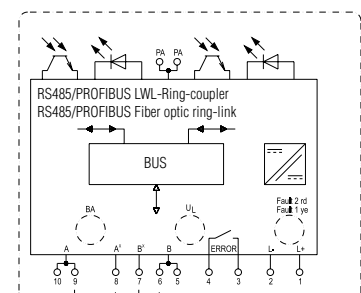 PA PA
RS485/PROFIBUS LWL-Ring-coupler
RS485/PROFIBUS Fiber optic ring-link
BUS
BA
UL
Fault 2 rd
Fault 1 ye
A A' B' B ERROR L- L+
10 9 8 7 6 5 4 3 2 1